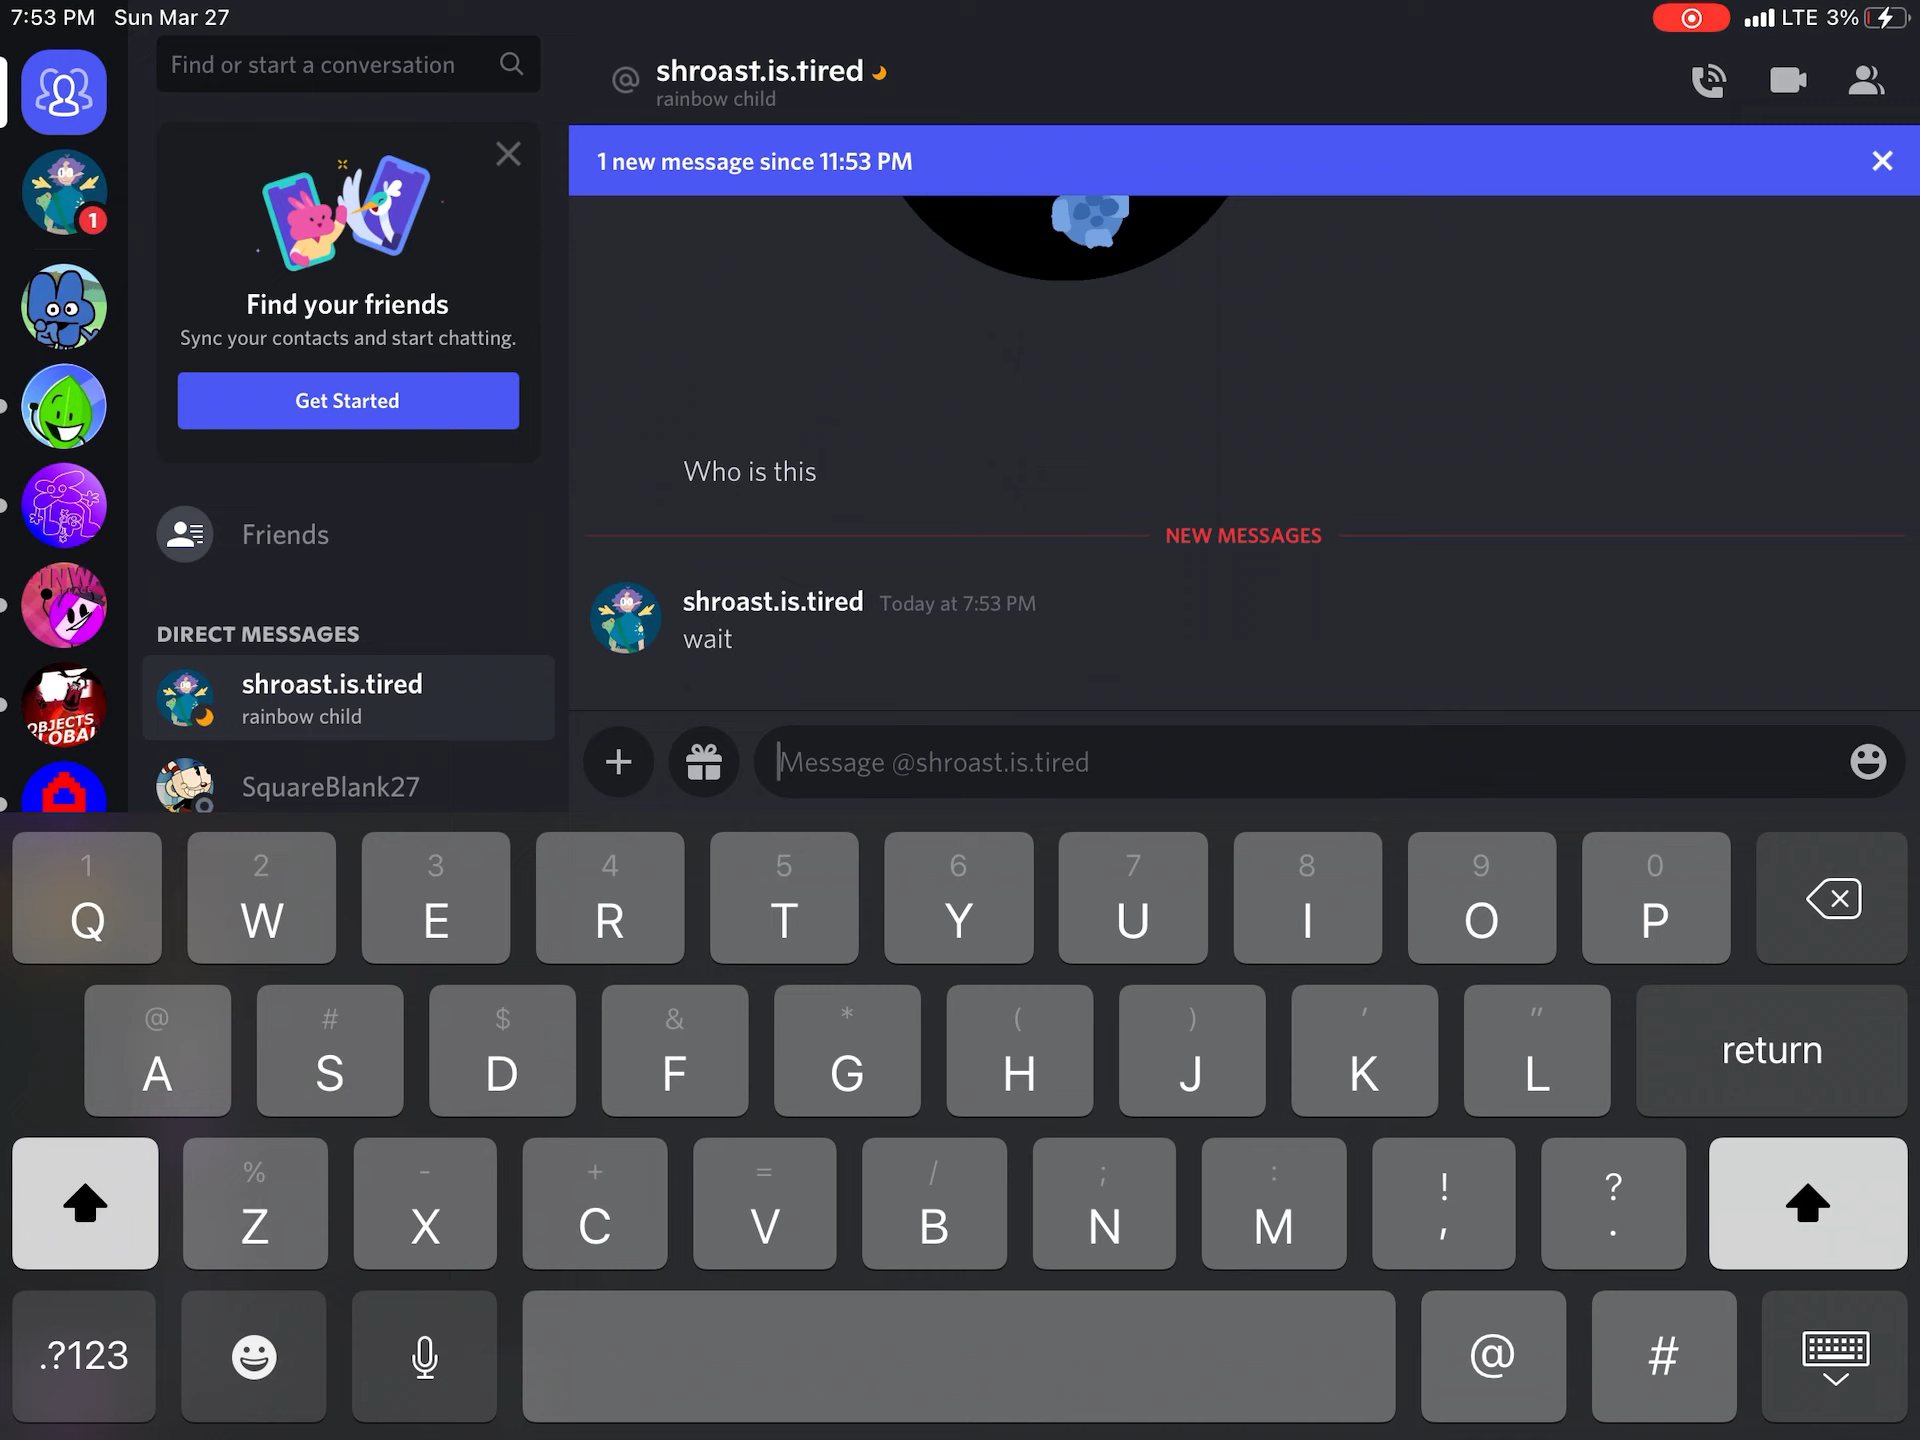 7:53 PM Sun Mar 27
LTE 3%
Find or start a conversation
shroast.is.tired
rainbow child
1 new message since 11:53 PM
1
Find your friends
Sync your contacts and start chatting.
Get Started
Who is this
Friends
NEW MESSAGES
shroast.is.tired Today at 7:53 PM
wait
DIRECT MESSAGES
shroast.is.tired
rainbow child
OBJECTS
SquareBlank27
Message @shroast.is.tired
1 2 3 4 5 6 7 8 9 0
Q W E R T Y U I O P
@ # $ & * ( ) ' "
A S D F G H J K L return
% - + = / ; : ! ?
Z X C V B N M , .
.?123 @ #